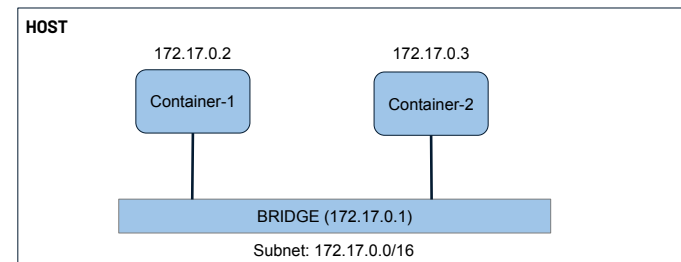 HOST
172.17.0.2
172.17.0.3
Container-1
Container-2
BRIDGE (172.17.0.1)
Subnet: 172.17.0.0/16